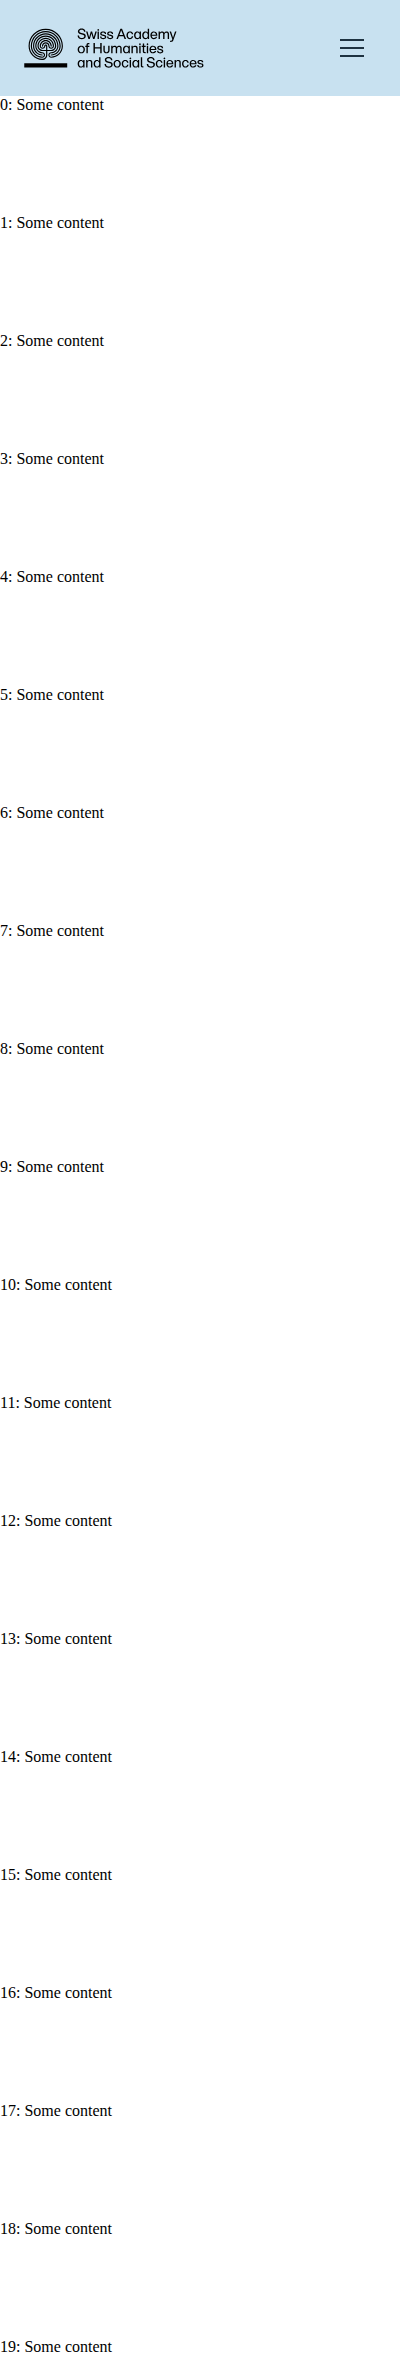 Swiss Academy
of Humanities
and Social Sciences
0: Some content
1: Some content
2: Some content
3: Some content
4: Some content
5: Some content
6: Some content
7: Some content
8: Some content
9: Some content
10: Some content
11: Some content
12: Some content
13: Some content
14: Some content
15: Some content
16: Some content
17: Some content
18: Some content
19: Some content